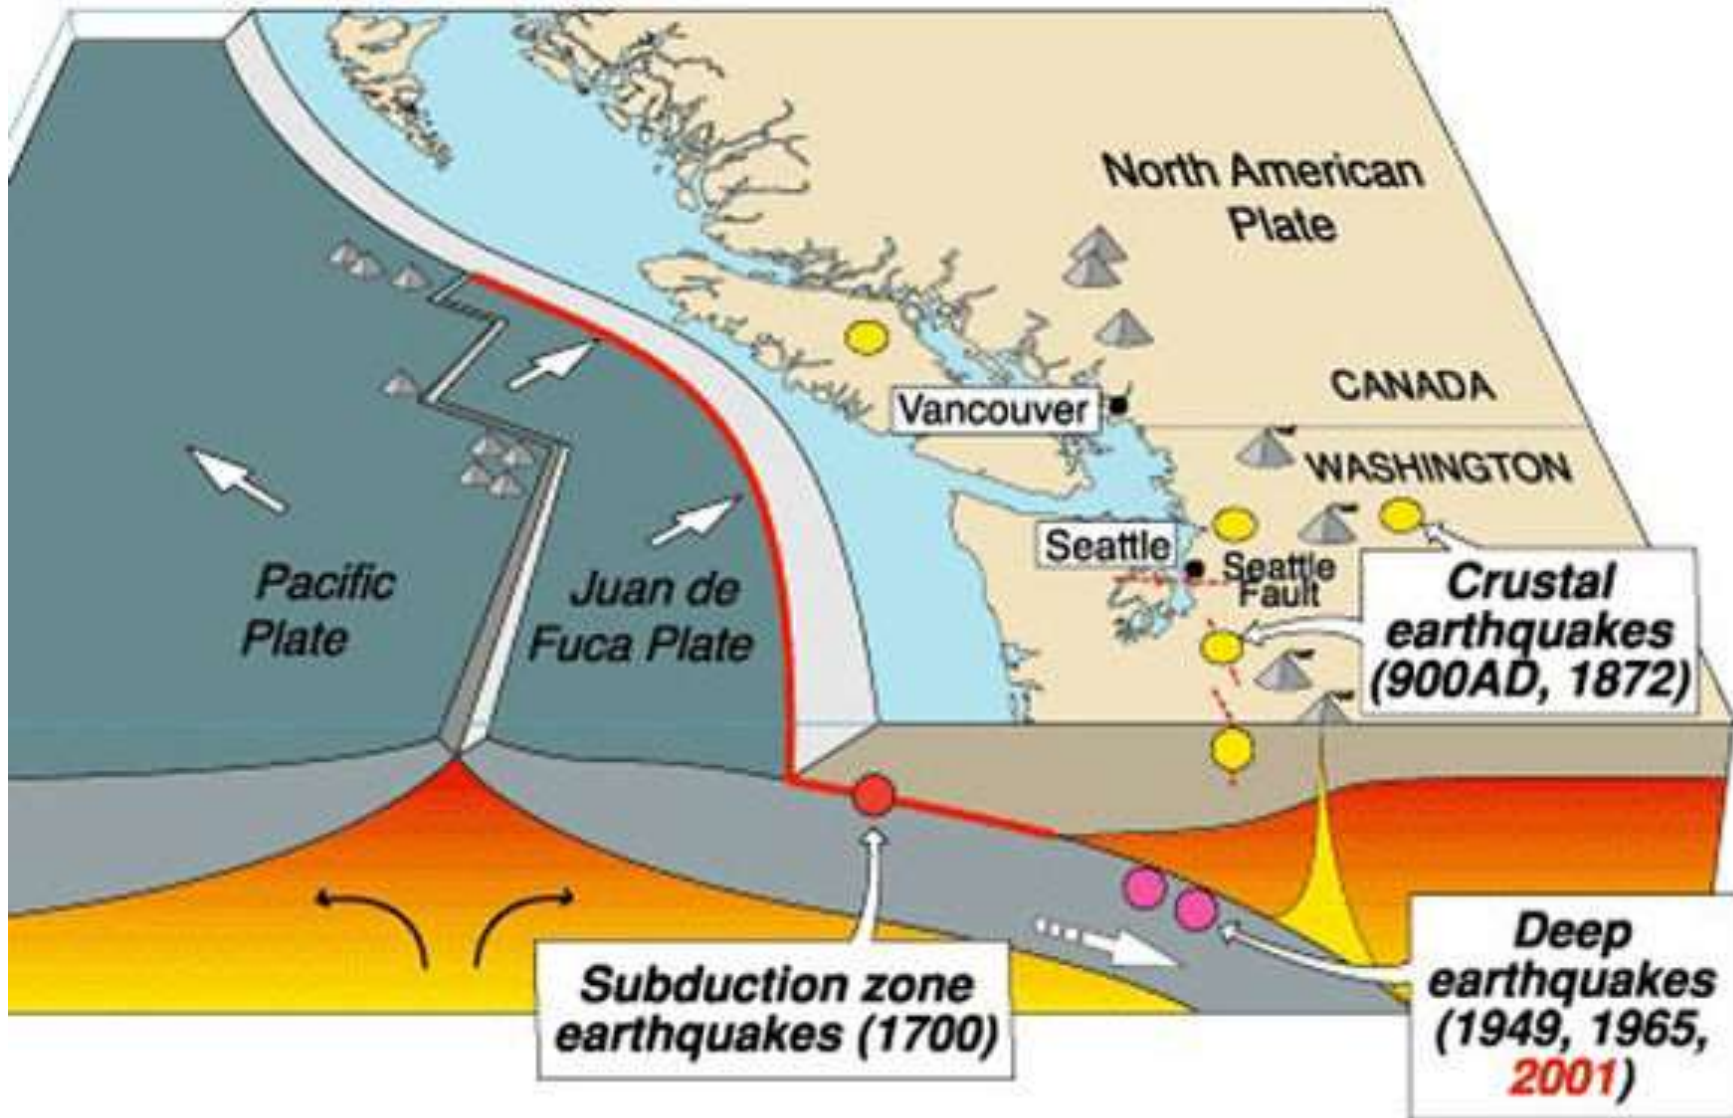 North American
Plate
CANADA
Vancouver
WASHINGTON
Seattle
Seattle
Fault
Crustal
earthquakes
(900AD, 1872)
Pacific
Plate
Juan de
Fuca Plate
Subduction zone
earthquakes (1700)
Deep
earthquakes
(1949, 1965,
2001)